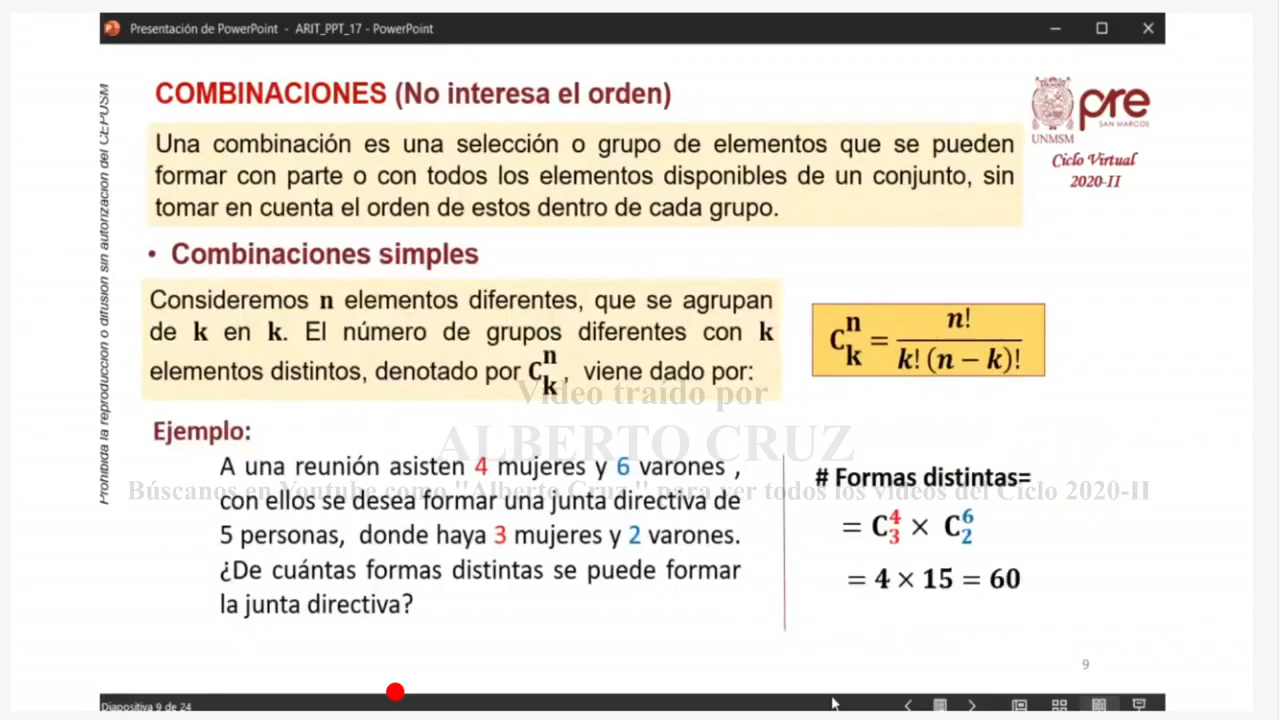 Presentación de PowerPoint - ARIT_PPT_17 - PowerPoint
Prohibida la reproduccion o difusion sin autorizacion del CEPUSM
COMBINACIONES (No interesa el orden)
UNMSM
pre
SAN MARCOS
Ciclo Virtual
2020-II
Una combinación es una selección o grupo de elementos que se pueden
formar con parte o con todos los elementos disponibles de un conjunto, sin
tomar en cuenta el orden de estos dentro de cada grupo.
• Combinaciones simples
Consideremos n elementos diferentes, que se agrupan
de k en k. El número de grupos diferentes con k
elementos distintos, denotado por C^n_k, viene dado por:
C^n_k = n! / k! (n − k)!
Video traído por
ALBERTO CRUZ
Búscanos en Youtube como "Alberto Cruz" para ver todos los videos del Ciclo 2020-II
Ejemplo:
A una reunión asisten 4 mujeres y 6 varones ,
con ellos se desea formar una junta directiva de
5 personas, donde haya 3 mujeres y 2 varones.
¿De cuántas formas distintas se puede formar
la junta directiva?
# Formas distintas=
= C^4_3 × C^6_2
= 4 × 15 = 60
9
Diapositiva 9 de 24